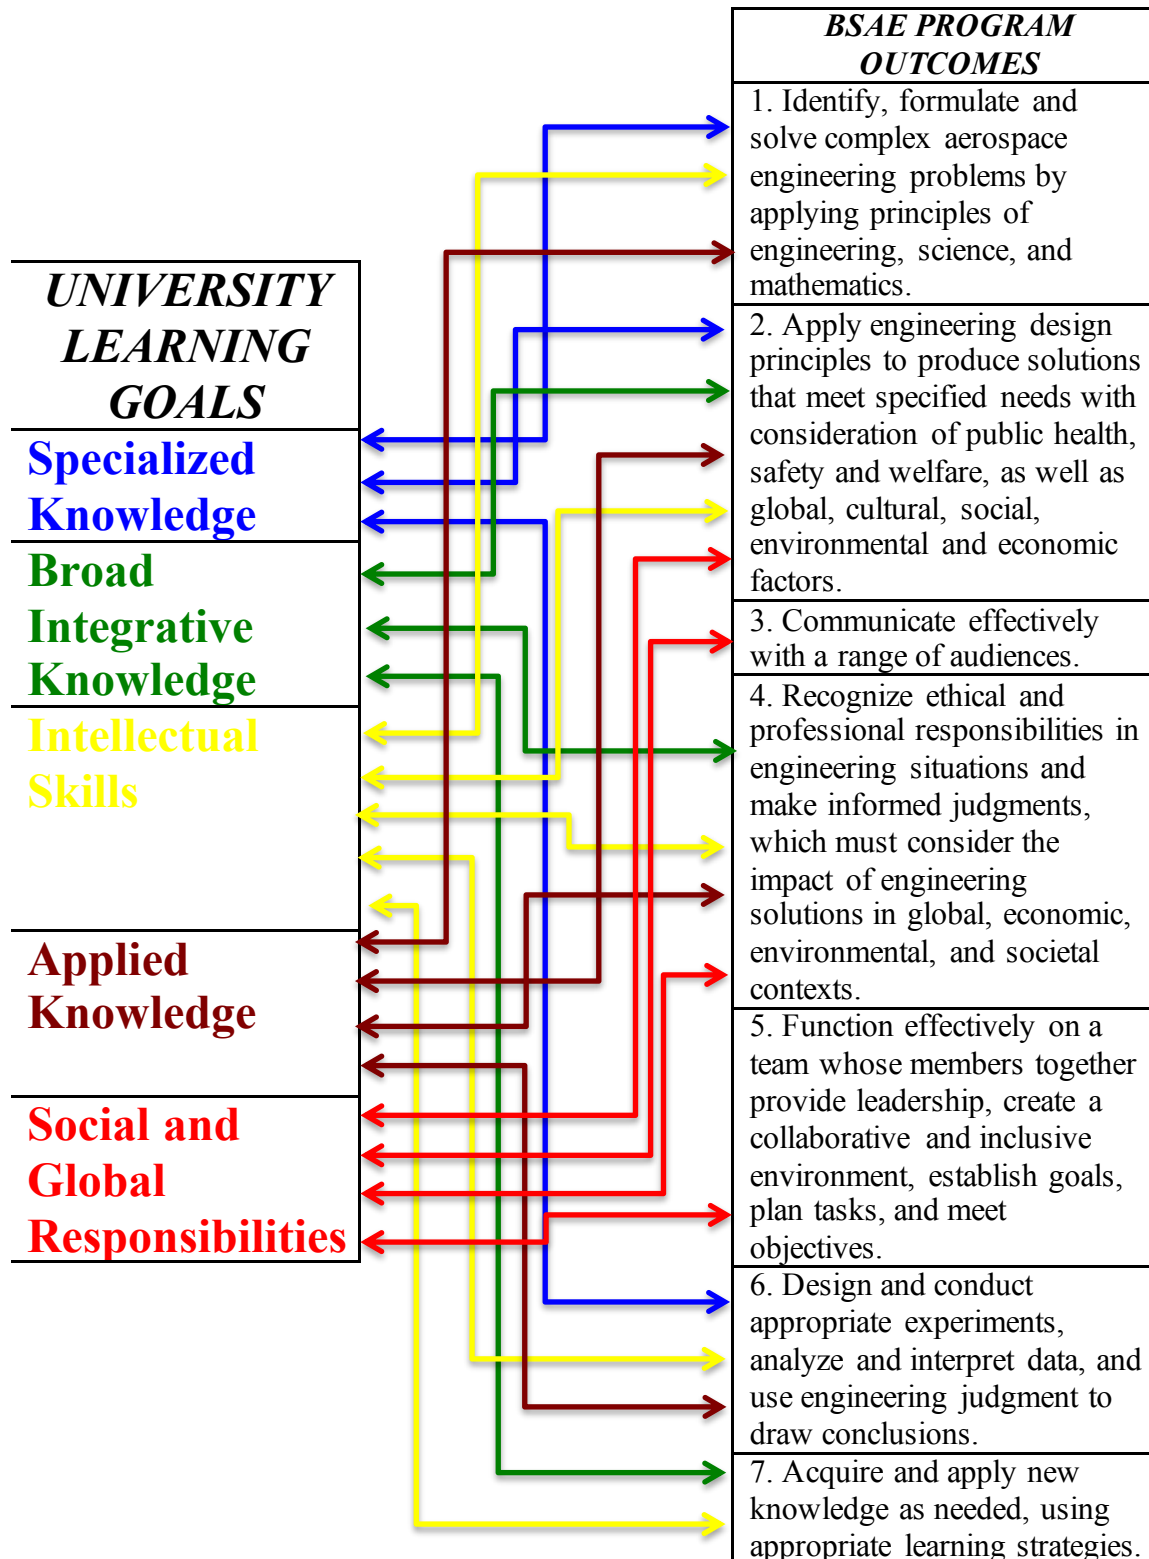 UNIVERSITY
LEARNING
GOALS
Specialized
Knowledge
Broad
Integrative
Knowledge
Intellectual
Skills
Applied
Knowledge
Social and
Global
Responsibilities
BSAE PROGRAM
OUTCOMES
1. Identify, formulate and
solve complex aerospace
engineering problems by
applying principles of
engineering, science, and
mathematics.
2. Apply engineering design
principles to produce solutions
that meet specified needs with
consideration of public health,
safety and welfare, as well as
global, cultural, social,
environmental and economic
factors.
3. Communicate effectively
with a range of audiences.
4. Recognize ethical and
professional responsibilities in
engineering situations and
make informed judgments,
which must consider the
impact of engineering
solutions in global, economic,
environmental, and societal
contexts.
5. Function effectively on a
team whose members together
provide leadership, create a
collaborative and inclusive
environment, establish goals,
plan tasks, and meet
objectives.
6. Design and conduct
appropriate experiments,
analyze and interpret data, and
use engineering judgment to
draw conclusions.
7. Acquire and apply new
knowledge as needed, using
appropriate learning strategies.